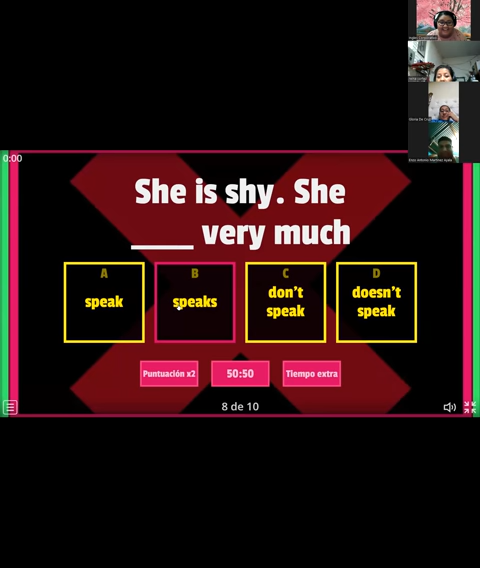 0:00
She is shy. She
____ very much
A
speak
B
speaks
C
don't
speak
D
doesn't
speak
Puntuación x2
50:50
Tiempo extra
8 de 10